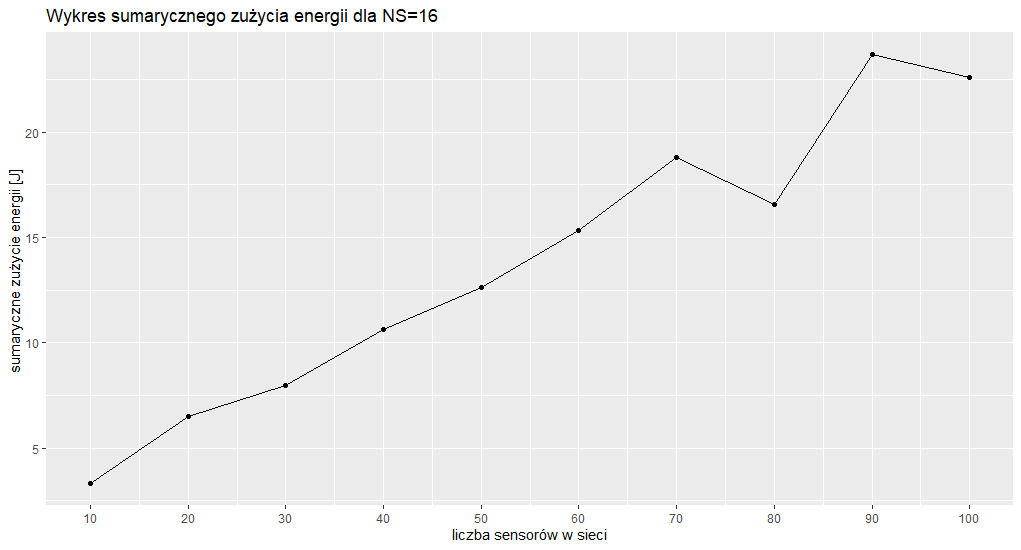 Wykres sumarycznego zużycia energii dla NS=16
sumaryczne zużycie energii [J]
20
15
10
5
10 20 30 40 50 60 70 80 90 100
liczba sensorów w sieci